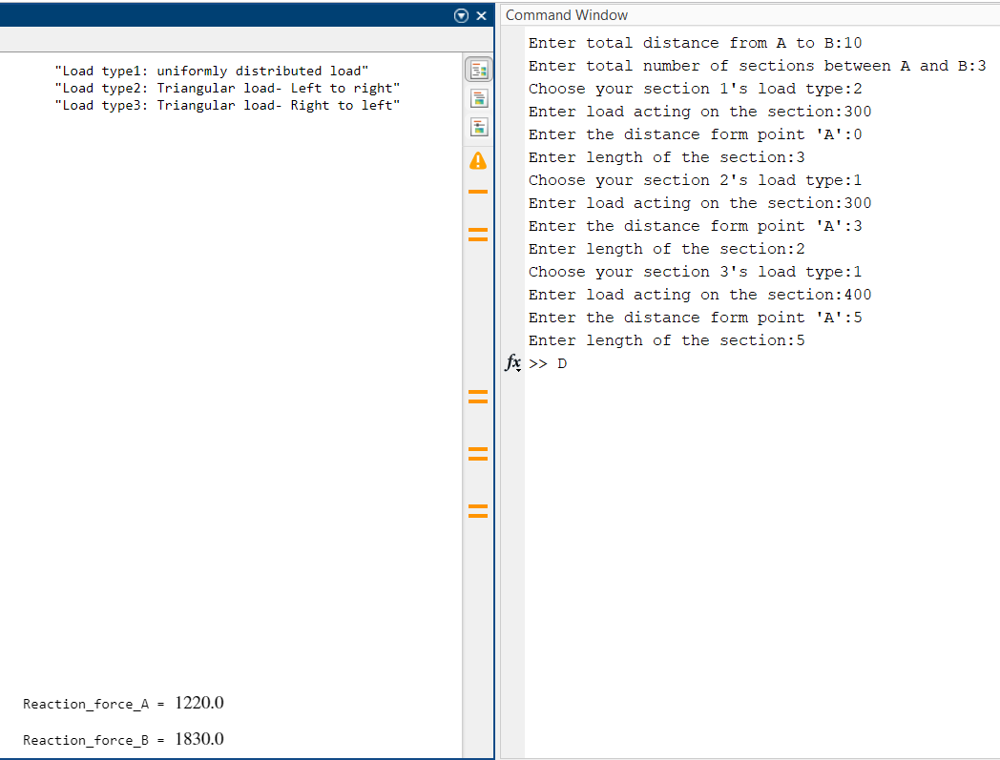 "Load type1: uniformly distributed load"
"Load type2: Triangular load- Left to right"
"Load type3: Triangular load- Right to left"
Reaction_force_A = 1220.0
Reaction_force_B = 1830.0
Command Window
Enter total distance from A to B:10
Enter total number of sections between A and B:3
Choose your section 1's load type:2
Enter load acting on the section:300
Enter the distance form point 'A':0
Enter length of the section:3
Choose your section 2's load type:1
Enter load acting on the section:300
Enter the distance form point 'A':3
Enter length of the section:2
Choose your section 3's load type:1
Enter load acting on the section:400
Enter the distance form point 'A':5
Enter length of the section:5
fx >> D